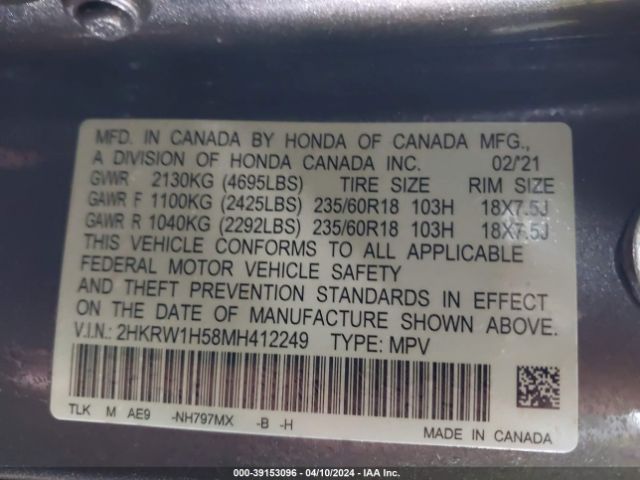 MFD. IN CANADA BY HONDA OF CANADA MFG.,
A DIVISION OF HONDA CANADA INC. 02/'21
GVWR 2130KG (4695LBS) TIRE SIZE RIM SIZE
GAWR F 1100KG (2425LBS) 235/60R18 103H 18X7.5J
GAWR R 1040KG (2292LBS) 235/60R18 103H 18X7.5J
THIS VEHICLE CONFORMS TO ALL APPLICABLE
FEDERAL MOTOR VEHICLE SAFETY
AND THEFT PREVENTION STANDARDS IN EFFECT
ON THE DATE OF MANUFACTURE SHOWN ABOVE.
V.I.N.: 2HKRW1H58MH412249 TYPE: MPV
TLK M AE9 -NH797MX -B -H
MADE IN CANADA
000-39153096 - 04/10/2024 - IAA Inc.